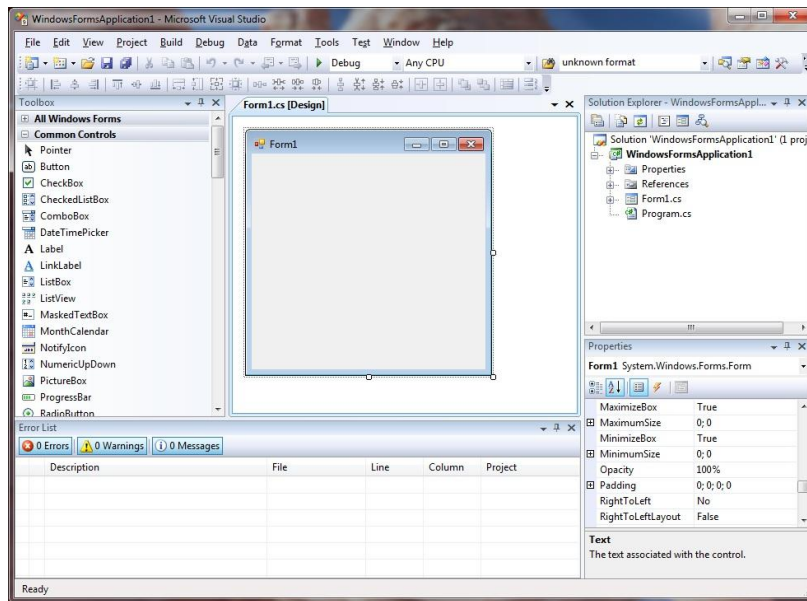 WindowsFormsApplication1 - Microsoft Visual Studio
File Edit View Project Build Debug Data Format Tools Test Window Help
Debug Any CPU unknown format
Toolbox
All Windows Forms
Common Controls
Pointer
Button
CheckBox
CheckedListBox
ComboBox
DateTimePicker
Label
LinkLabel
ListBox
ListView
MaskedTextBox
MonthCalendar
NotifyIcon
NumericUpDown
PictureBox
ProgressBar
RadioButton
Form1.cs [Design]
Form1
Solution Explorer - WindowsFormsAppl...
Solution 'WindowsFormsApplication1' (1 proj
WindowsFormsApplication1
Properties
References
Form1.cs
Program.cs
Properties
Form1 System.Windows.Forms.Form
MaximizeBox True
MaximumSize 0; 0
MinimizeBox True
MinimumSize 0; 0
Opacity 100%
Padding 0; 0; 0; 0
RightToLeft No
RightToLeftLayout False
Text
The text associated with the control.
Error List
0 Errors 0 Warnings 0 Messages
Description File Line Column Project
Ready